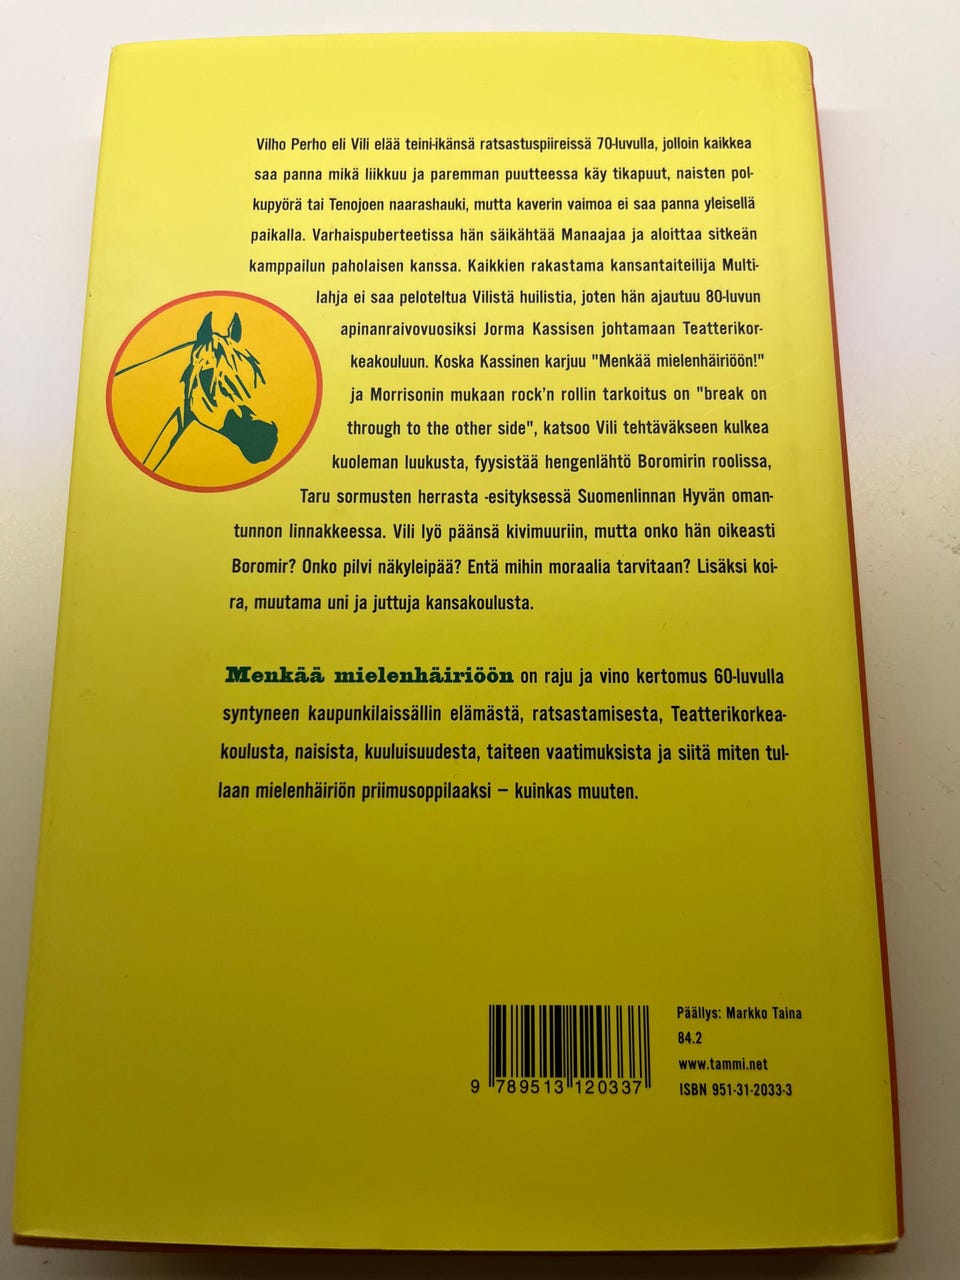 Vilho Perho eli Vili elää teini-ikänsä ratsastuspiireissä 70-luvulla, jolloin kaikkea
saa panna mikä liikkuu ja paremman puutteessa käy tikapuut, naisten pol-
kupyörä tai Tenojoen naarashauki, mutta kaverin vaimoa ei saa panna yleisellä
paikalla. Varhaispuberteetissa hän säikähtää Manaajaa ja aloittaa sitkeän
kamppailun paholaisen kanssa. Kaikkien rakastama kansantaiteilija Multi-
lahja ei saa peloteltua Vilistä huilistia, joten hän ajautuu 80-luvun
apinanraivovuosiksi Jorma Kassisen johtamaan Teatterikor-
keakouluun. Koska Kassinen karjuu "Menkää mielenhäiriöön!"
ja Morrisonin mukaan rock'n rollin tarkoitus on "break on
through to the other side", katsoo Vili tehtäväkseen kulkea
kuoleman luukusta, fyysistää hengenlähtö Boromirin roolissa,
Taru sormusten herrasta -esityksessä Suomenlinnan Hyvän oman-
tunnon linnakkeessa. Vili lyö päänsä kivimuuriin, mutta onko hän oikeasti
Boromir? Onko pilvi näkyleipää? Entä mihin moraalia tarvitaan? Lisäksi koi-
ra, muutama uni ja juttuja kansakoulusta.
Menkää mielenhäiriöön on raju ja vino kertomus 60-luvulla
syntyneen kaupunkilaissällin elämästä, ratsastamisesta, Teatterikorkea-
koulusta, naisista, kuuluisuudesta, taiteen vaatimuksista ja siitä miten tul-
laan mielenhäiriön priimusoppilaaksi – kuinkas muuten.
Päällys: Markko Taina
84.2
www.tammi.net
ISBN 951-31-2033-3
9 789513 120337